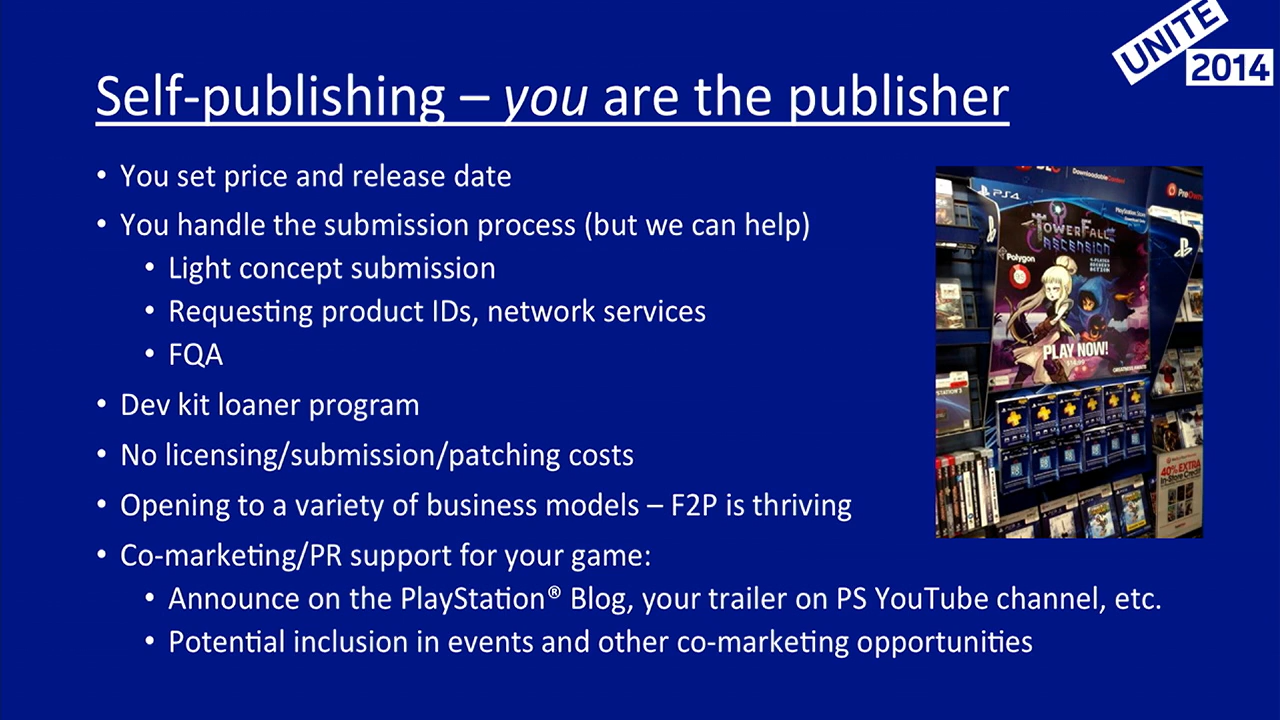 UNITE
2014
Self-publishing – you are the publisher
• You set price and release date
• You handle the submission process (but we can help)
• Light concept submission
• Requesting product IDs, network services
• FQA
• Dev kit loaner program
• No licensing/submission/patching costs
• Opening to a variety of business models – F2P is thriving
• Co-marketing/PR support for your game:
• Announce on the PlayStation® Blog, your trailer on PS YouTube channel, etc.
• Potential inclusion in events and other co-marketing opportunities
PS4
TOWERFALL
ASCENSION
Polygon
PLAY NOW!
40% EXTRA
In-Store Credit